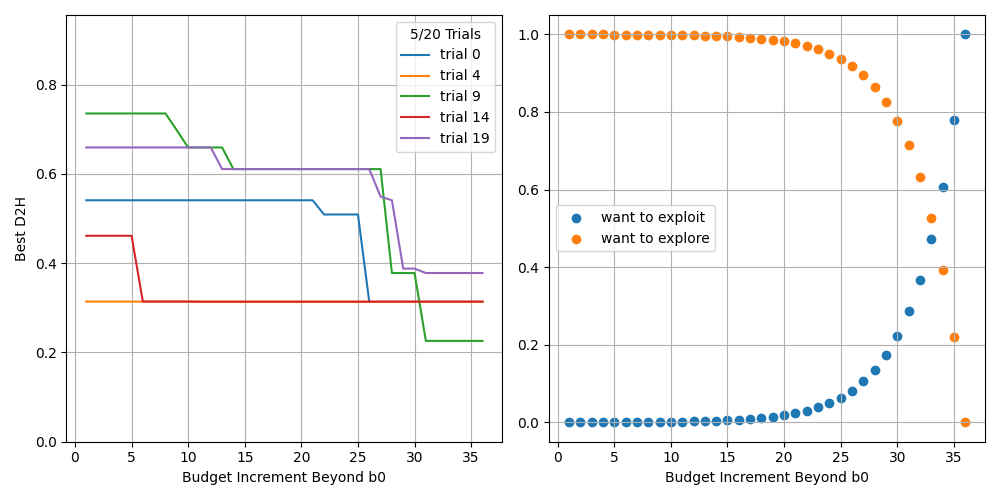 5/20 Trials
trial 0
trial 4
trial 9
trial 14
trial 19
0.8
0.6
0.4
0.2
0.0
Best D2H
0 5 10 15 20 25 30 35
Budget Increment Beyond b0
1.0
0.8
0.6
0.4
0.2
0.0
want to exploit
want to explore
0 5 10 15 20 25 30 35
Budget Increment Beyond b0